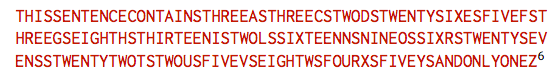 THISSENTENCECONTAINSTHREEASTHREECSTWODSTWENTYSIXESFIVEFST
HREEGSEIGHTHSTHIRTEENISTWOLSSIXTEENNSNINEOSSIXRSTWENTYSEV
ENSSTWENTYTWOTSTWOUSFIVEVSEIGHTWSFOURXSFIVEYSANDONLYONEZ⁶